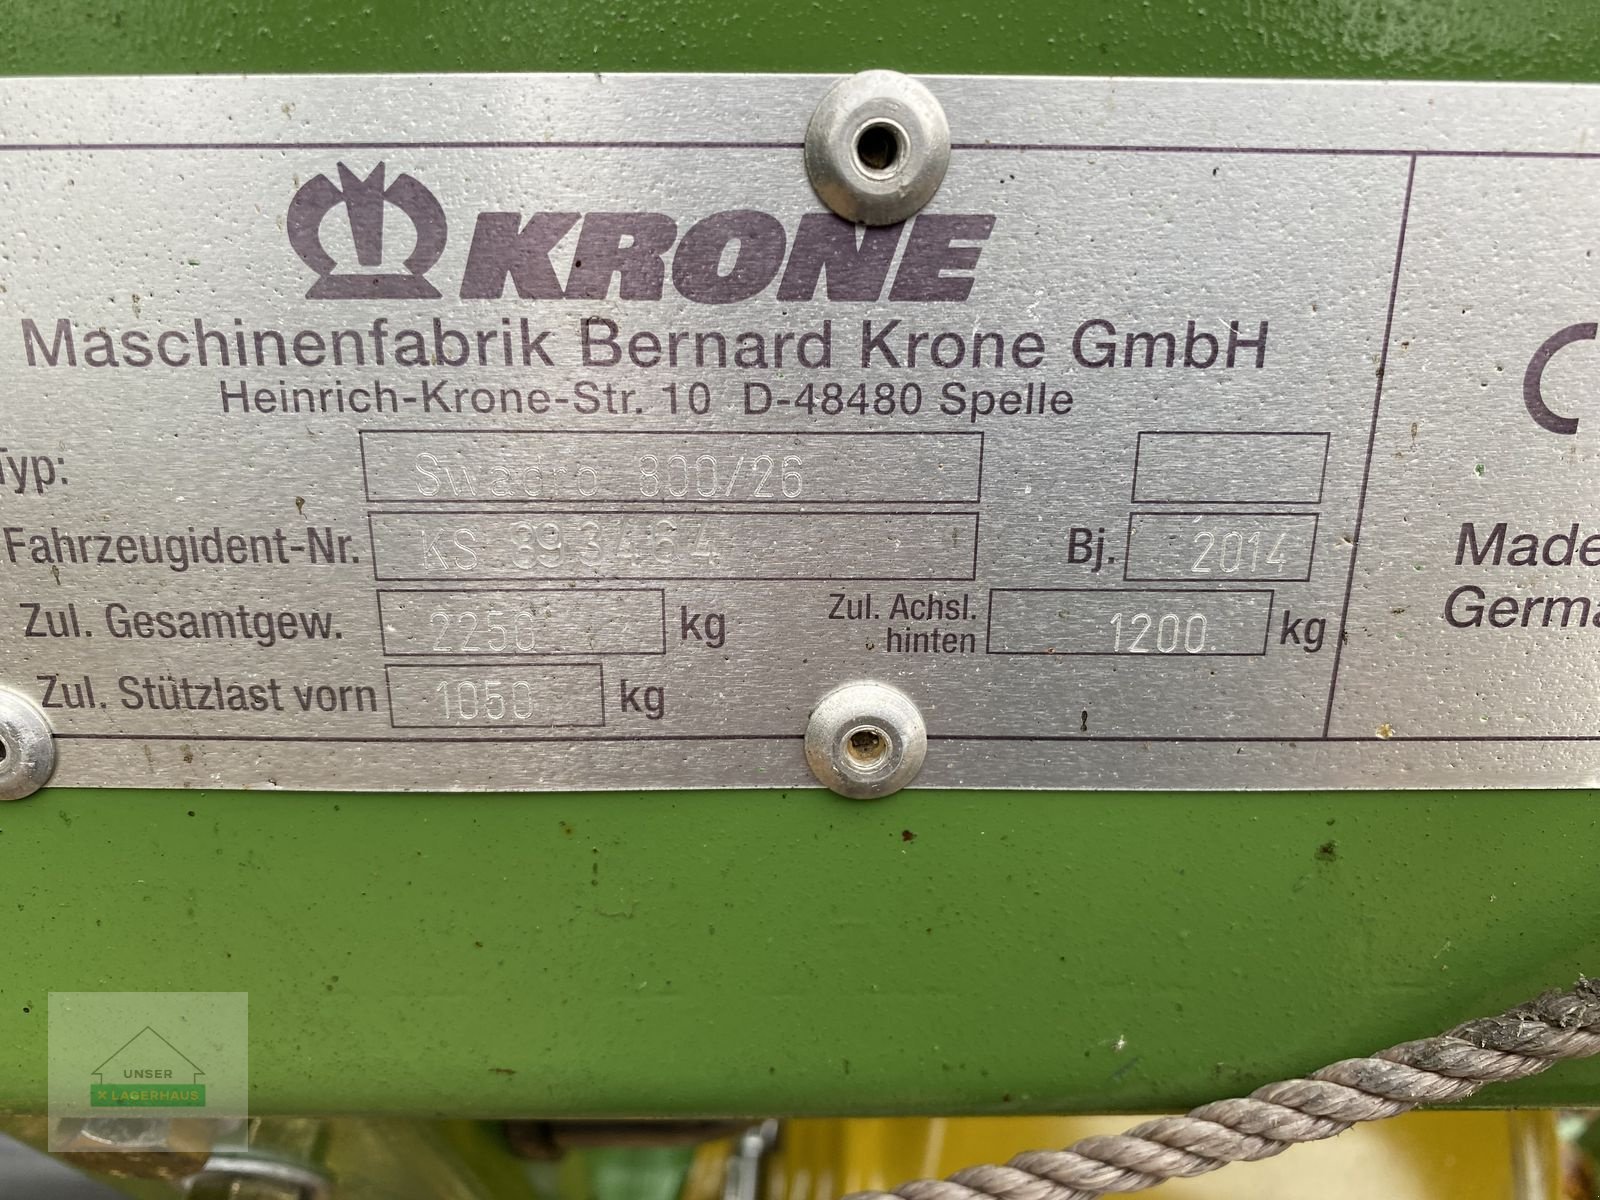 KRONE
Maschinenfabrik Bernard Krone GmbH
Heinrich-Krone-Str. 10 D-48480 Spelle
Typ: Swadro 800/26
Fahrzeugident-Nr. KS 893464 Bj. 2014
Zul. Gesamtgew. 2250 kg Zul. Achsl. hinten 1200 kg
Zul. Stützlast vorn 1050 kg
Made
Germa
UNSER
X LAGERHAUS